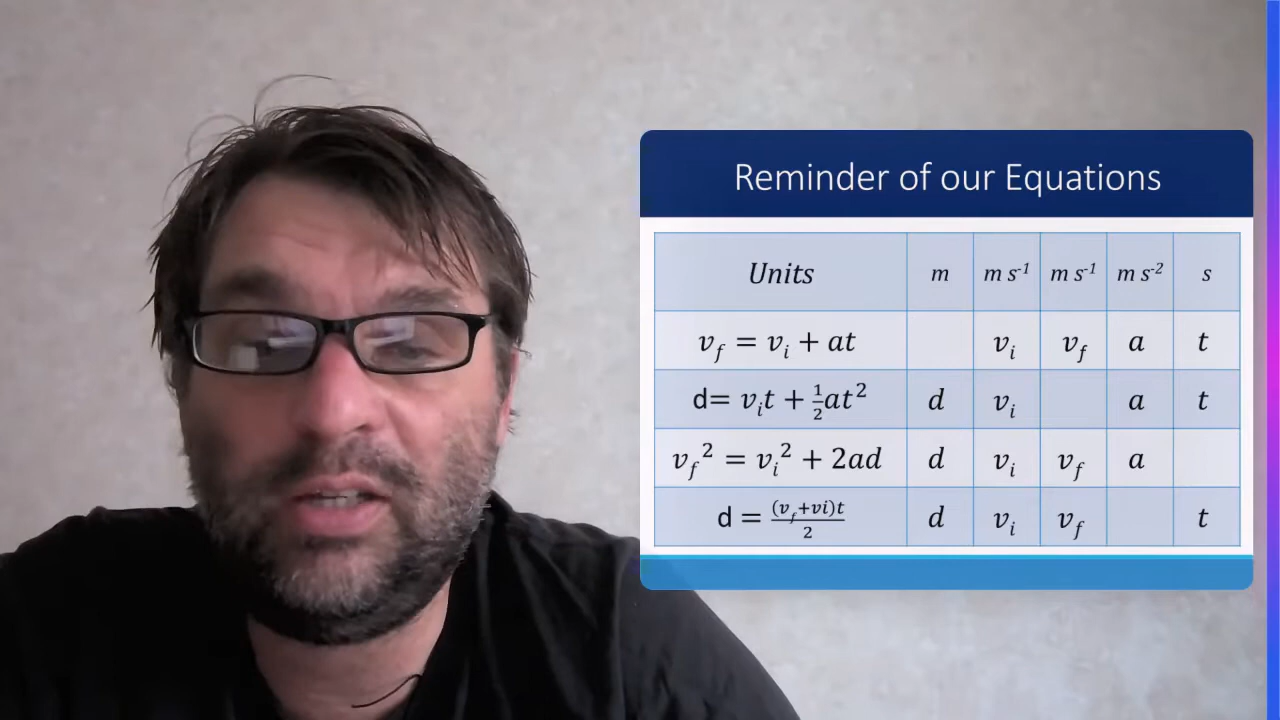 Reminder of our Equations
Units m m s⁻¹ m s⁻¹ m s⁻² s
v_f = v_i + at v_i v_f a t
d= v_i t + ½at² d v_i a t
v_f² = v_i² + 2ad d v_i v_f a
d = (v_f+vi)t/2 d v_i v_f t